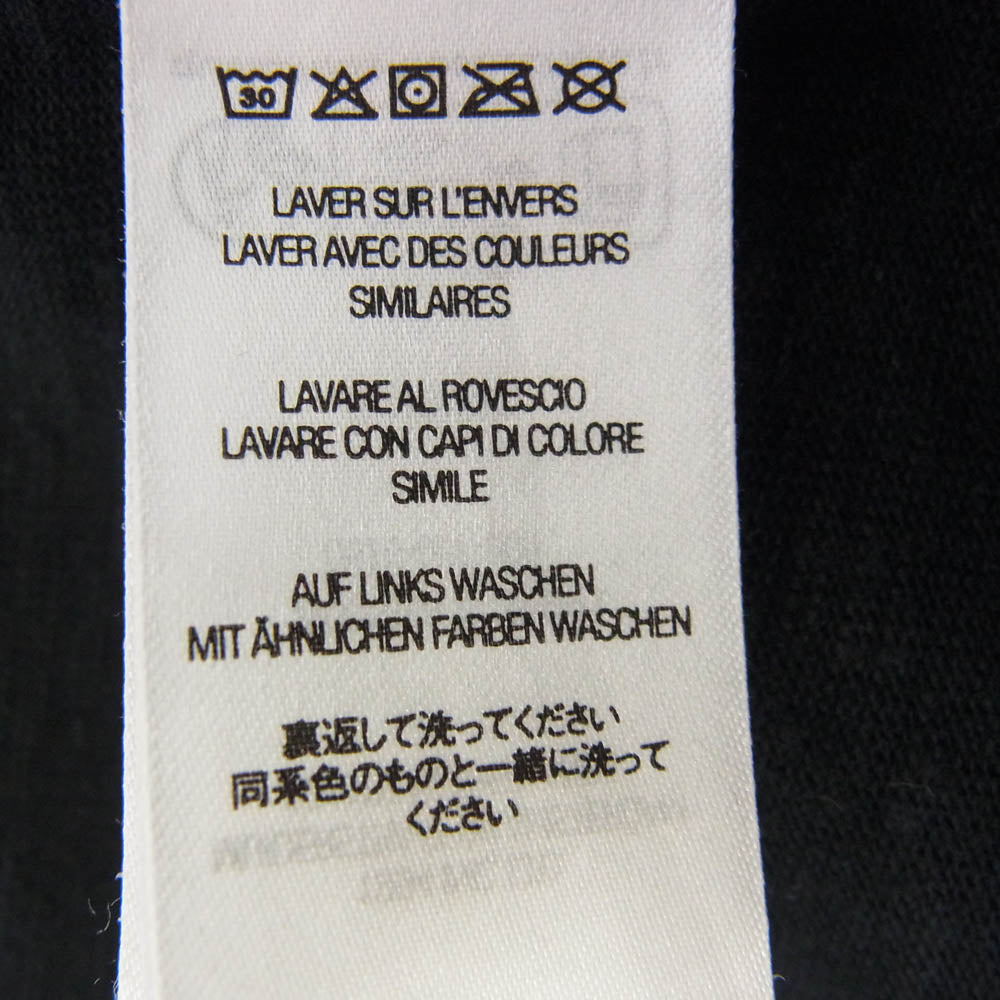 30
LAVER SUR L'ENVERS
LAVER AVEC DES COULEURS
SIMILAIRES
LAVARE AL ROVESCIO
LAVARE CON CAPI DI COLORE
SIMILE
AUF LINKS WASCHEN
MIT ÄHNLICHEN FARBEN WASCHEN
裏返して洗ってください
同系色のものと一緒に洗って
ください